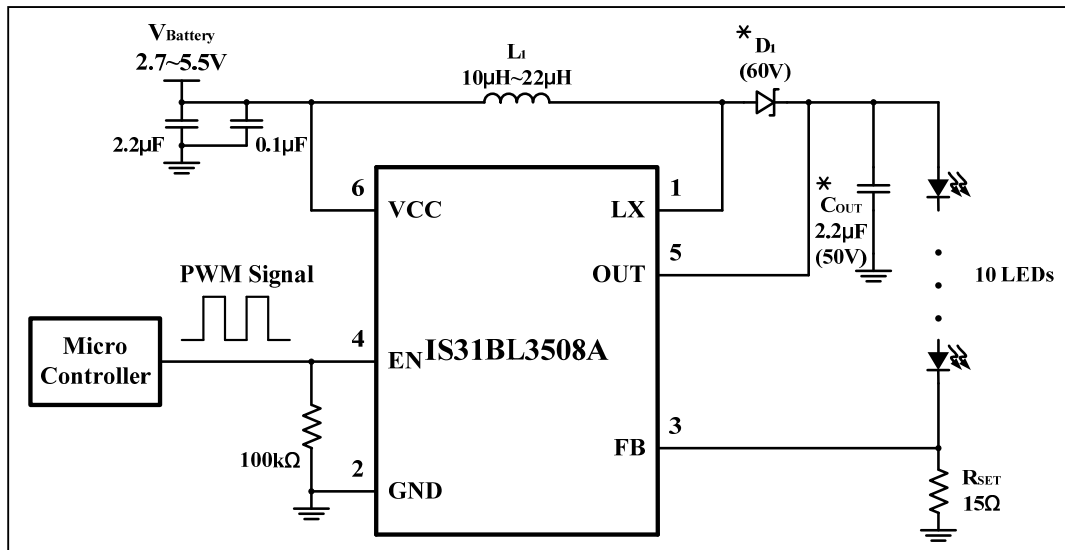 VBattery
2.7~5.5V
2.2µF
0.1µF
L1
10µH~22µH
* D1
(60V)
6
VCC
1
LX
* COUT
2.2µF
(50V)
5
OUT
10 LEDs
PWM Signal
Micro
Controller
4
EN
IS31BL3508A
100kΩ
2
GND
3
FB
RSET
15Ω